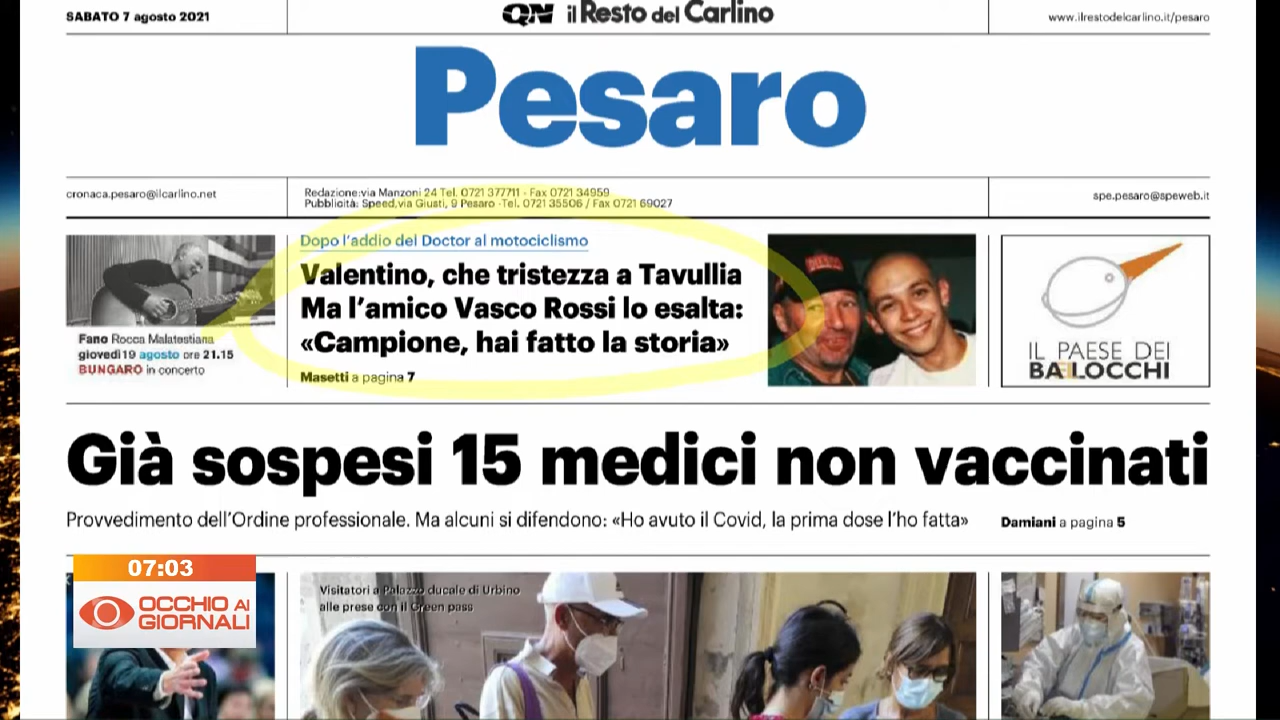 SABATO 7 agosto 2021
QN il Resto del Carlino
www.ilrestodelcarlino.it/pesaro
Pesaro
cronaca.pesaro@ilcarlino.net
Redazione:via Manzoni 24 Tel. 0721 377711 - Fax 0721 34959
Pubblicità: Speed,via Giusti, 9 Pesaro -Tel. 0721 35506 / Fax 0721 69027
spe.pesaro@speweb.it
Fano Rocca Malatestiana
giovedì 19 agosto ore 21.15
BUNGARO in concerto
Dopo l'addio del Doctor al motociclismo
Valentino, che tristezza a Tavullia
Ma l'amico Vasco Rossi lo esalta:
«Campione, hai fatto la storia»
Masetti a pagina 7
IL PAESE DEI
BALOCCHI
Già sospesi 15 medici non vaccinati
Provvedimento dell'Ordine professionale. Ma alcuni si difendono: «Ho avuto il Covid, la prima dose l'ho fatta»
Damiani a pagina 5
07:03
OCCHIO AI
GIORNALI
Visitatori a Palazzo ducale di Urbino
alle prese con il Green pass